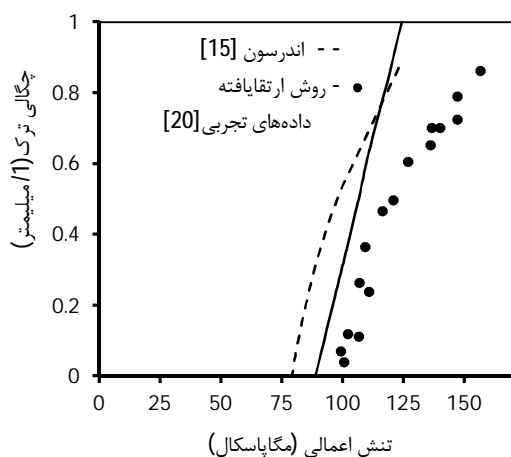 اندرسون [15]
روش ارتقایافته -
داده‌های تجربی[20]
چگالی ترک(1/میلیمتر)
1
0.8
0.6
0.4
0.2
0
0 25 50 75 100 125 150
تنش اعمالی (مگاپاسکال)